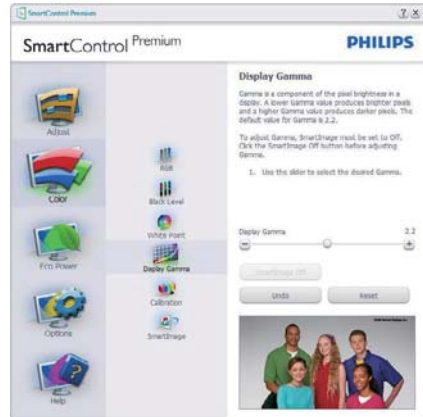 SmartControl Premium
SmartControl Premium
PHILIPS
Adjust
Color
Eco Power
Options
Help
RGB
Black Level
White Point
Display Gamma
Calibration
SmartImage
Display Gamma
Gamma is a component of the pixel brightness in a
display. A lower Gamma value produces brighter pixels
and a higher Gamma value produces darker pixels. The
default value for Gamma is 2.2.
To adjust Gamma, SmartImage must be set to Off.
Click the SmartImage Off button before adjusting
Gamma.
1. Use the slider to select the desired Gamma.
Display Gamma 2.2
SmartImage Off
Undo Reset